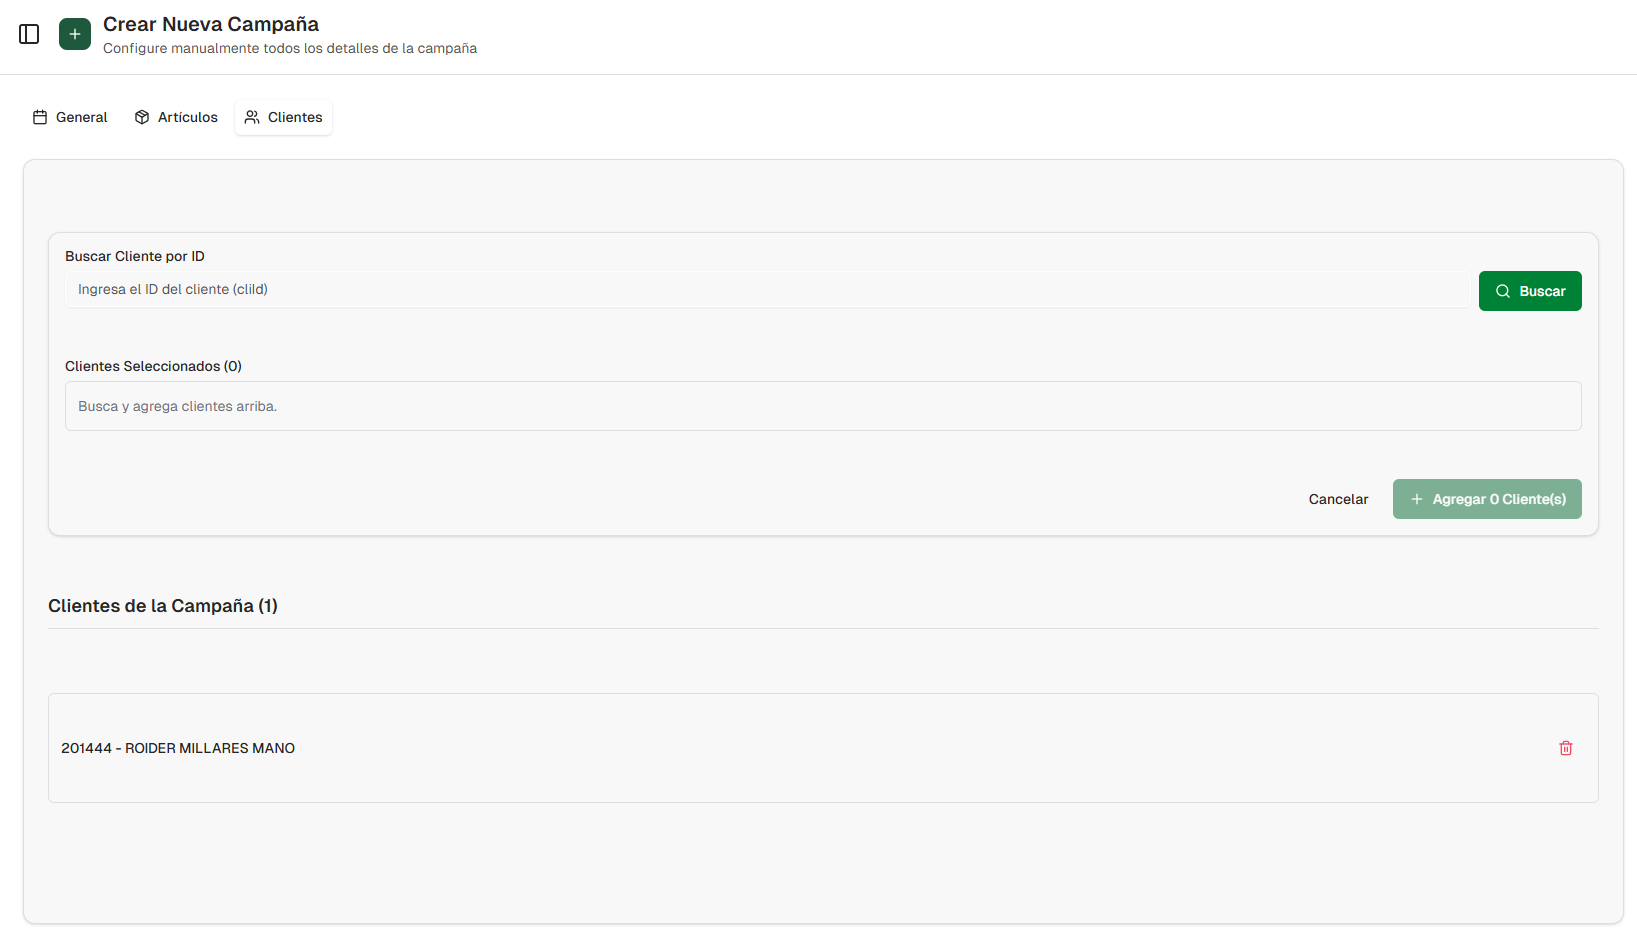 Crear Nueva Campaña
Configure manualmente todos los detalles de la campaña
General
Artículos
Clientes
Buscar Cliente por ID
Ingresa el ID del cliente (cliId)
Buscar
Clientes Seleccionados (0)
Busca y agrega clientes arriba.
Cancelar
Agregar 0 Cliente(s)
Clientes de la Campaña (1)
201444 - ROIDER MILLARES MANO